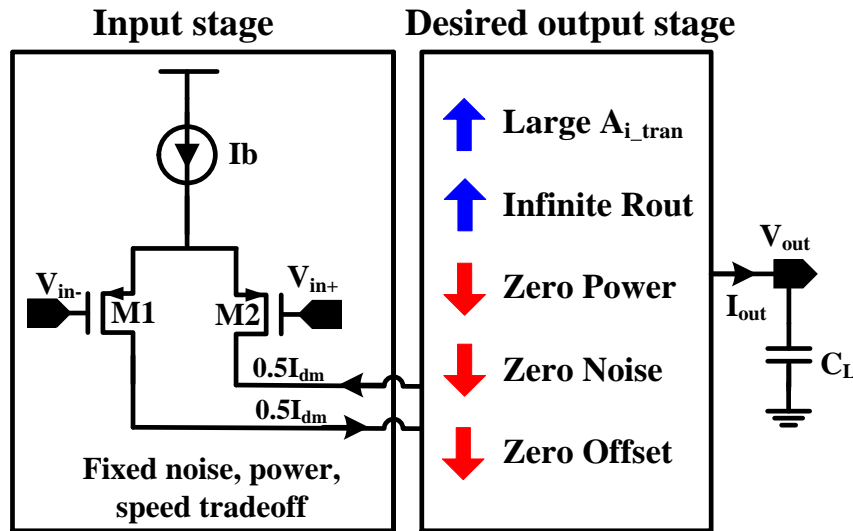 Input stage
Desired output stage
Ib
Vin-
M1
M2
Vin+
0.5Idm
0.5Idm
Fixed noise, power,
speed tradeoff
Large Ai_tran
Infinite Rout
Zero Power
Zero Noise
Zero Offset
Vout
Iout
CL